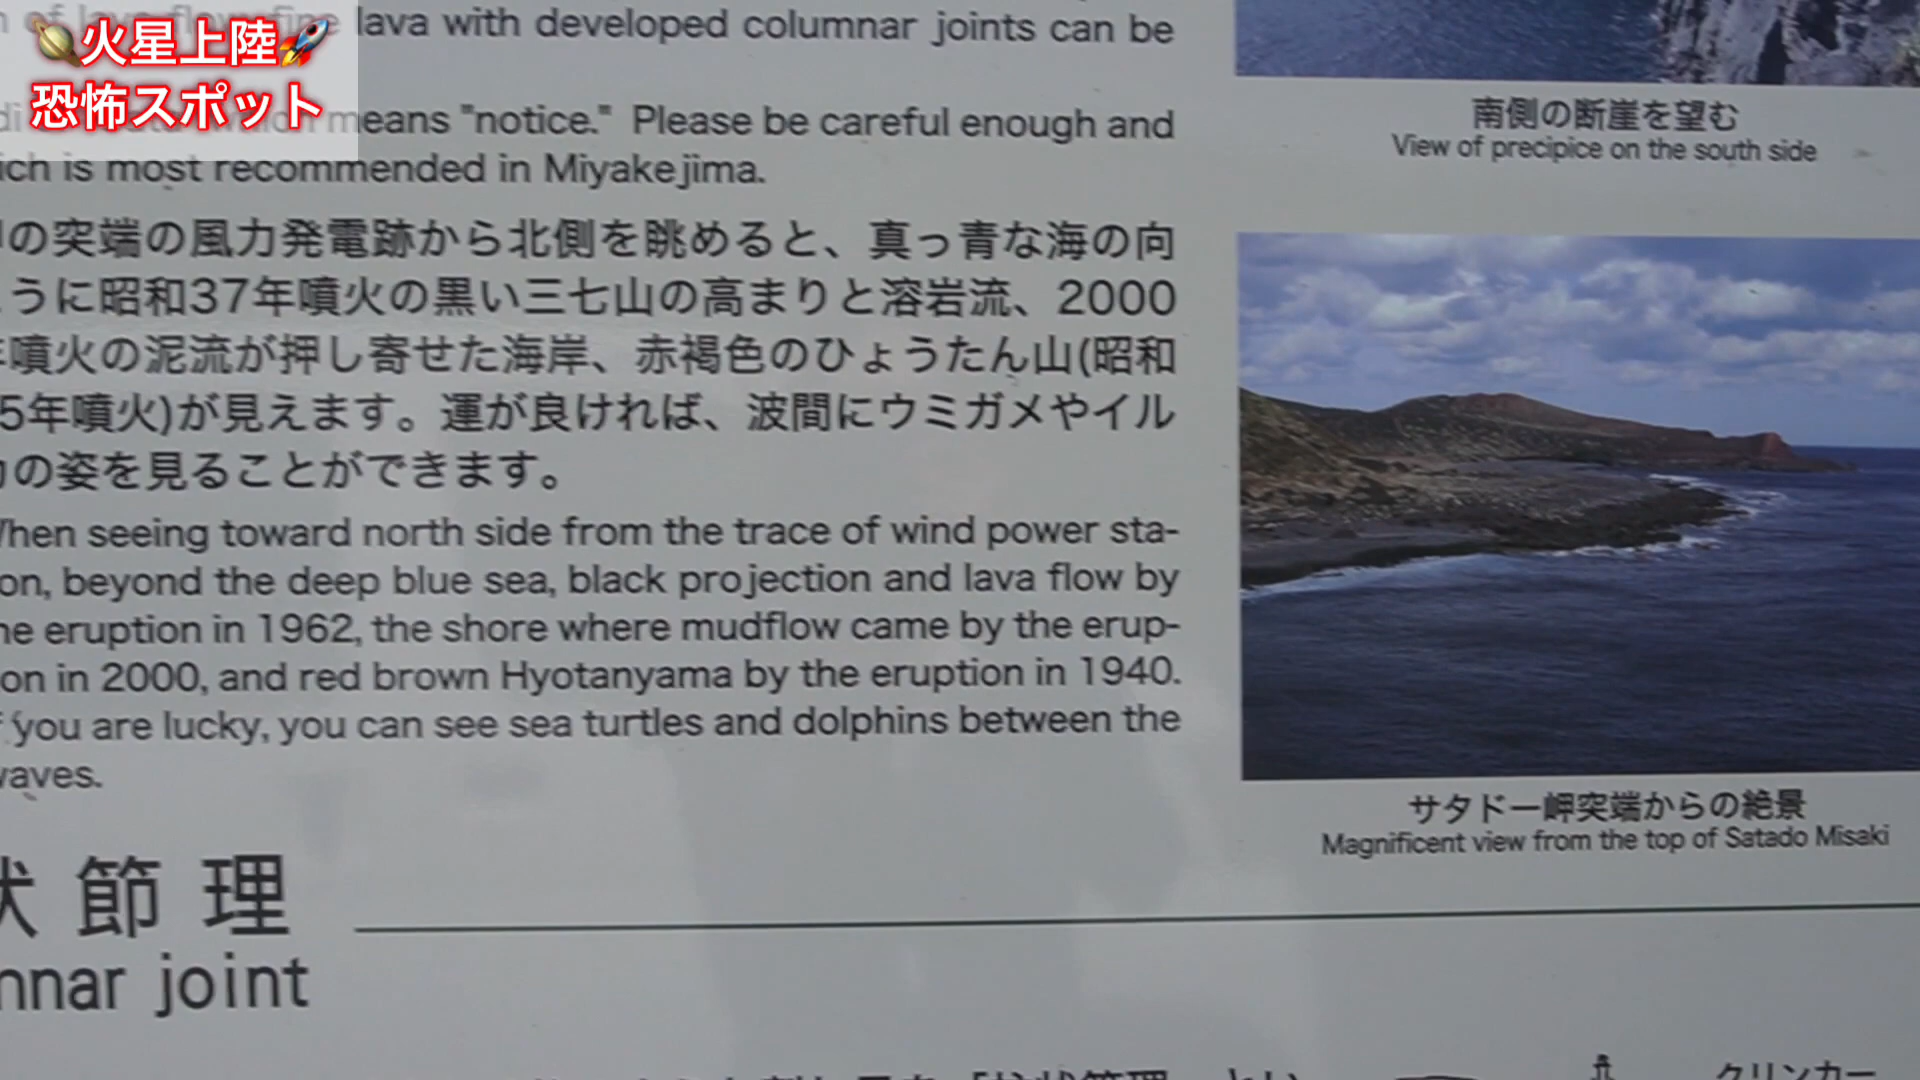 火星上陸
恐怖スポット
lava with developed columnar joints can be
means "notice." Please be careful enough and
is most recommended in Miyakejima.
の突端の風力発電跡から北側を眺めると、真っ青な海の向
うに昭和37年噴火の黒い三七山の高まりと溶岩流、2000
噴火の泥流が押し寄せた海岸、赤褐色のひょうたん山(昭和
5年噴火)が見えます。運が良ければ、波間にウミガメやイル
の姿を見ることができます。
When seeing toward north side from the trace of wind power sta-
on, beyond the deep blue sea, black projection and lava flow by
he eruption in 1962, the shore where mudflow came by the erup-
on in 2000, and red brown Hyotanyama by the eruption in 1940.
you are lucky, you can see sea turtles and dolphins between the
waves.
状節理
nnar joint
南側の断崖を望む
View of precipice on the south side
サタドー岬突端からの絶景
Magnificent view from the top of Satado Misaki
クリンカー